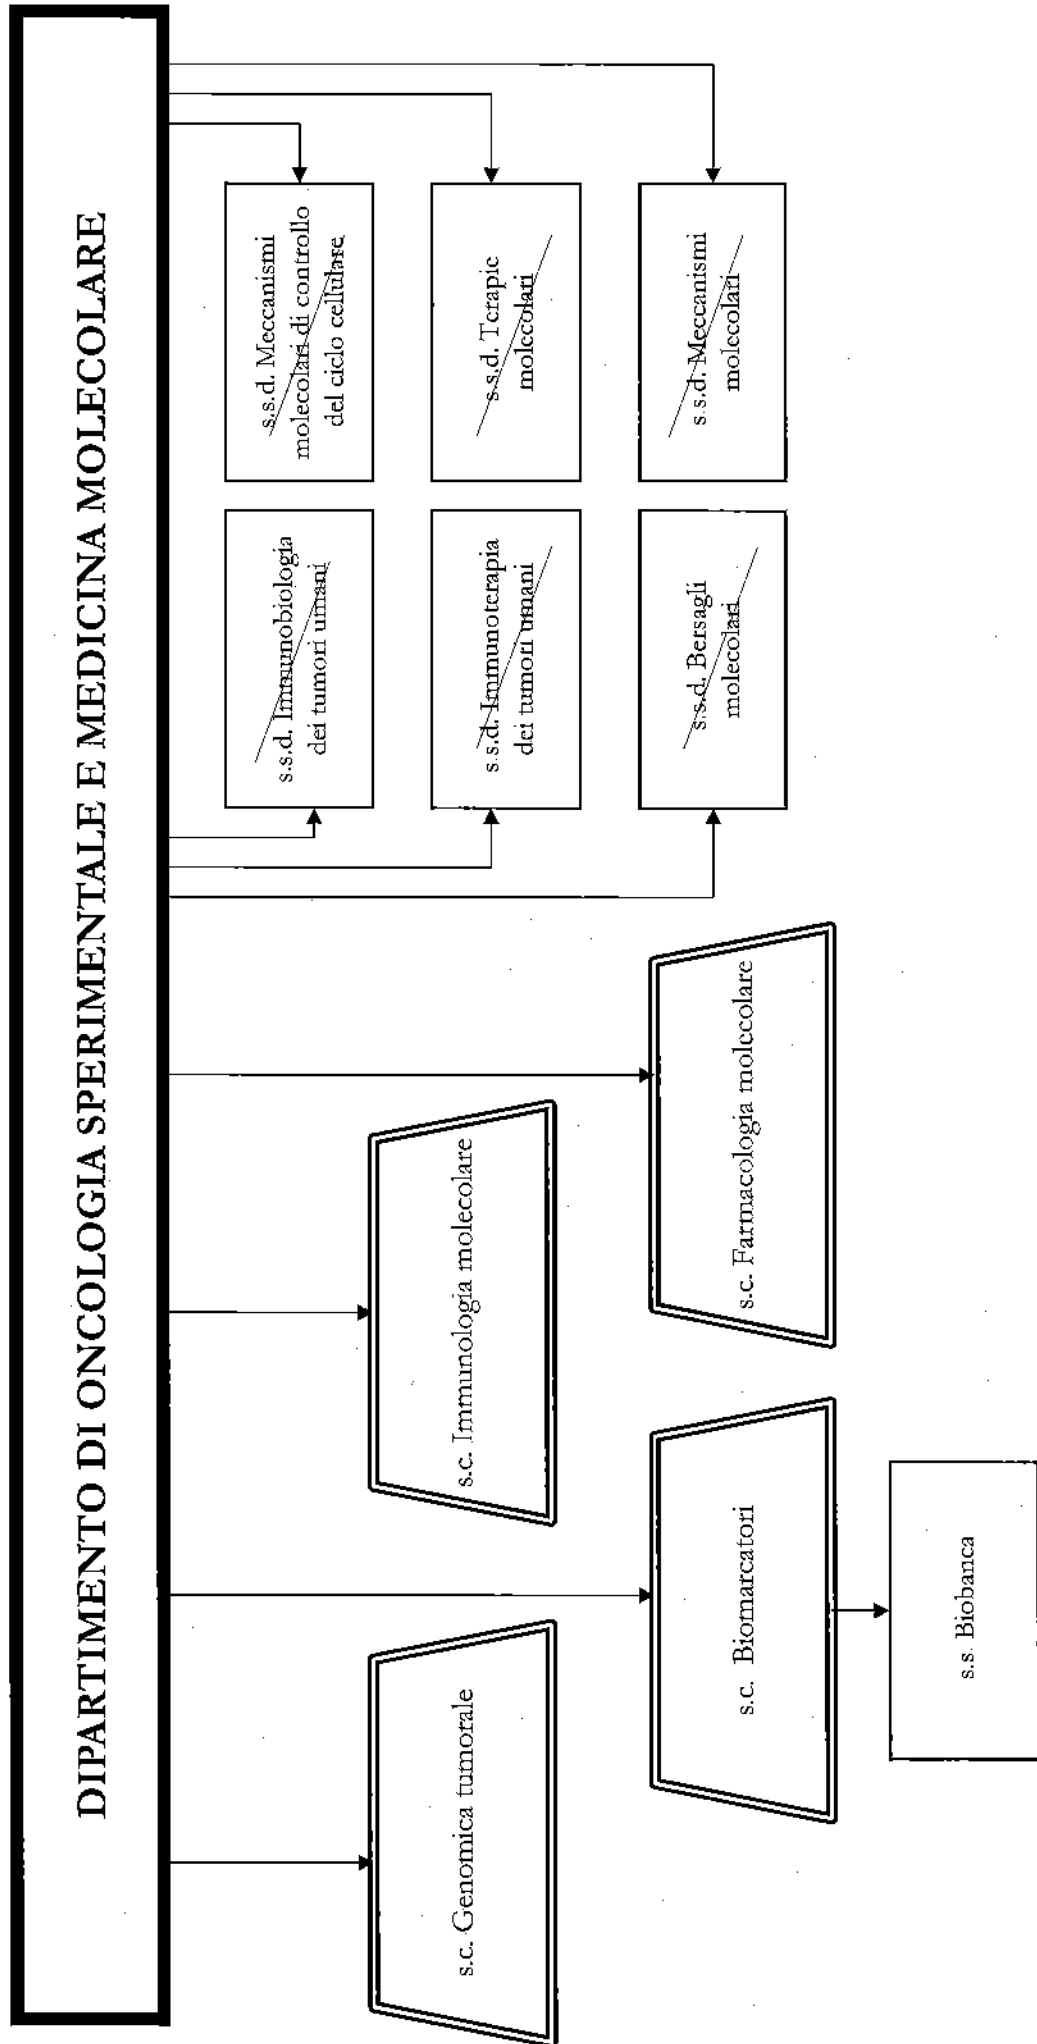 DIPARTIMENTO DI ONCOLOGIA SPERIMENTALE E MEDICINA MOLECOLARE
s.c. Genomica tumorale
s.c. Immunologia molecolare
s.c. Biomarcatori
s.c. Farmacologia molecolare
s.s. Biobanca
s.s.d. Immunobiologia
dei tumori umani
s.s.d. Meccanismi
molecolari di controllo
del ciclo cellulare
s.s.d. Immunoterapia
dei tumori umani
s.s.d. Terapie
molecolari
s.s.d. Bersagli
molecolari
s.s.d. Meccanismi
molecolari